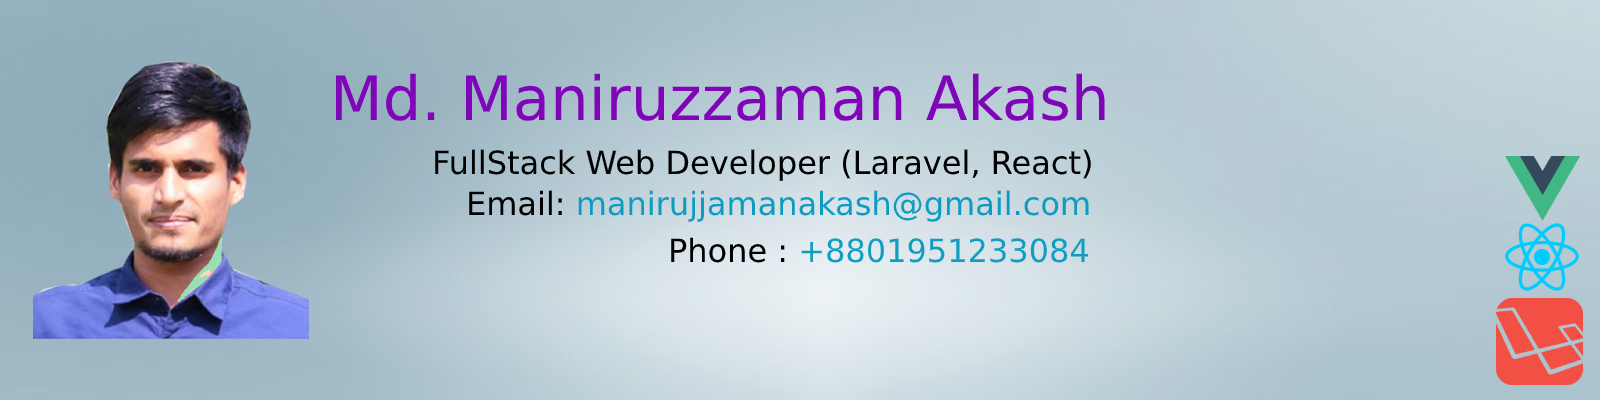 Md. Maniruzzaman Akash
FullStack Web Developer (Laravel, React)
Email: manirujjamanakash@gmail.com
Phone : +8801951233084